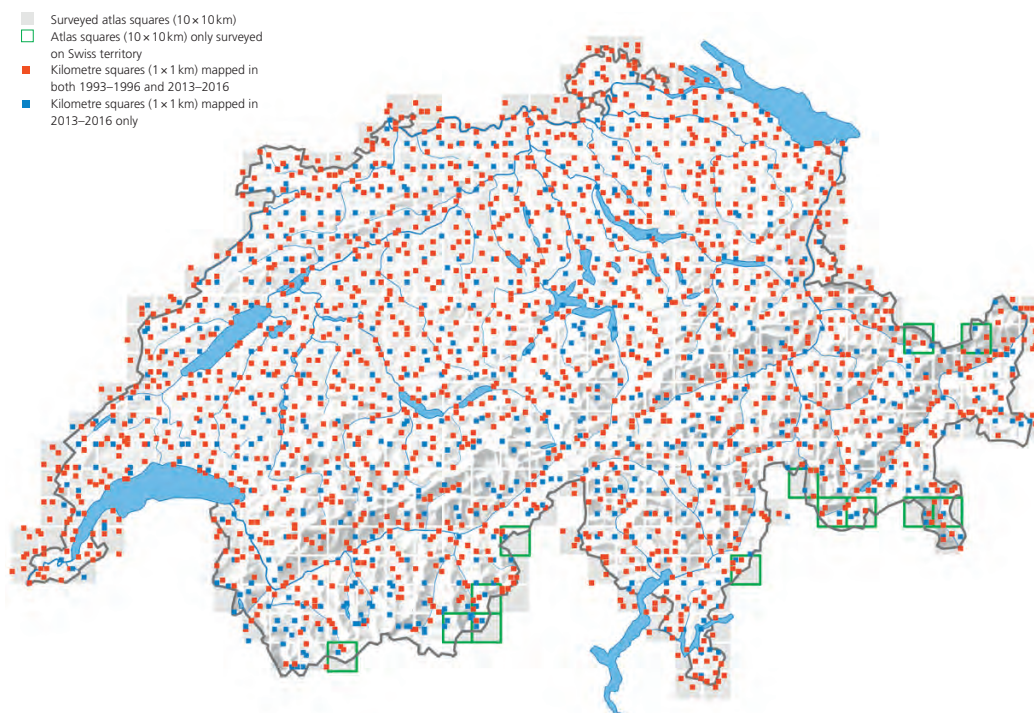 Surveyed atlas squares (10 × 10 km)
Atlas squares (10 × 10 km) only surveyed
on Swiss territory
Kilometre squares (1 × 1 km) mapped in
both 1993–1996 and 2013–2016
Kilometre squares (1 × 1 km) mapped in
2013–2016 only